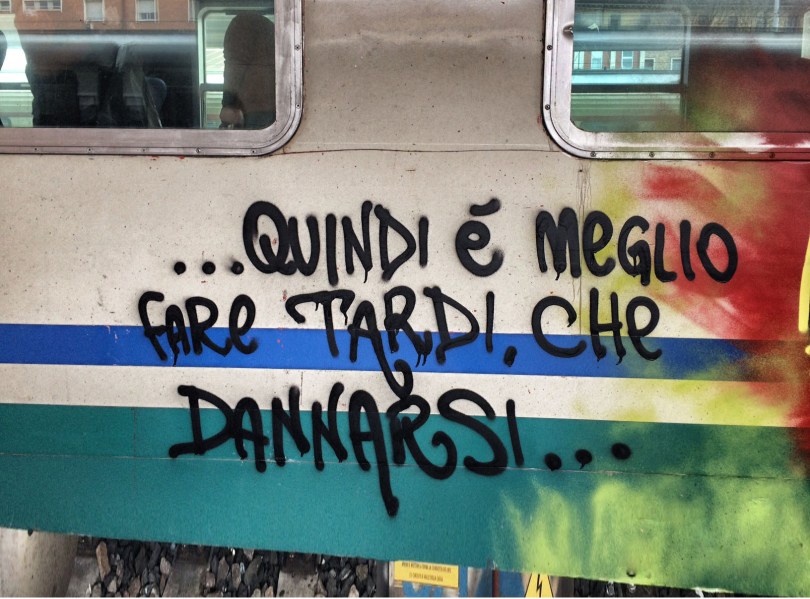 ...QUINDI é MeGLIO
FARe TARDI. CHe
DANNARSI...